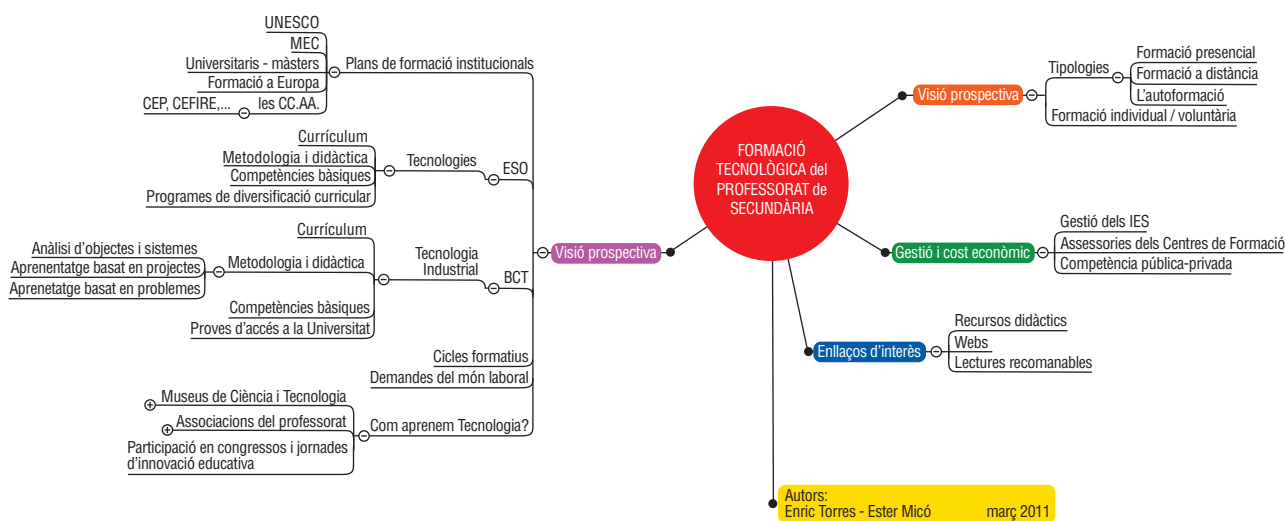 FORMACIÓ
TECNOLÒGICA del
PROFESSORAT de
SECUNDÀRIA
Visió prospectiva
Plans de formació institucionals
UNESCO
MEC
Universitaris - màsters
Formació a Europa
les CC.AA.
CEP, CEFIRE,...
ESO
Tecnologies
Currículum
Metodologia i didàctica
Competències bàsiques
Programes de diversificació curricular
BCT
Tecnologia
Industrial
Currículum
Metodologia i didàctica
Anàlisi d'objectes i sistemes
Aprenentatge basat en projectes
Aprenetatge basat en problemes
Competències bàsiques
Proves d'accés a la Universitat
Cicles formatius
Demandes del món laboral
Com aprenem Tecnologia?
Museus de Ciència i Tecnologia
Associacions del professorat
Participació en congressos i jornades
d'innovació educativa
Visió prospectiva
Tipologies
Formació presencial
Formació a distància
L'autoformació
Formació individual / voluntària
Gestió i cost econòmic
Gestió dels IES
Assessories dels Centres de Formació
Competència pública-privada
Enllaços d'interès
Recursos didàctics
Webs
Lectures recomanables
Autors:
Enric Torres - Ester Micó març 2011